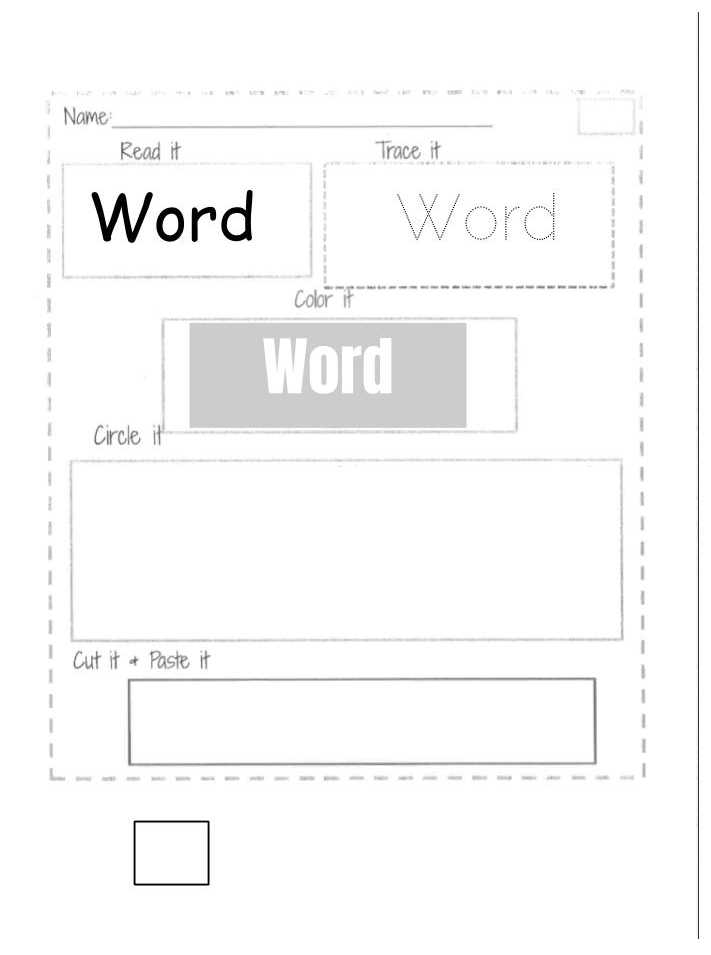 Name:
Read it
Trace it
Word
Word
Color it
Word
Circle it
Cut it & Paste it